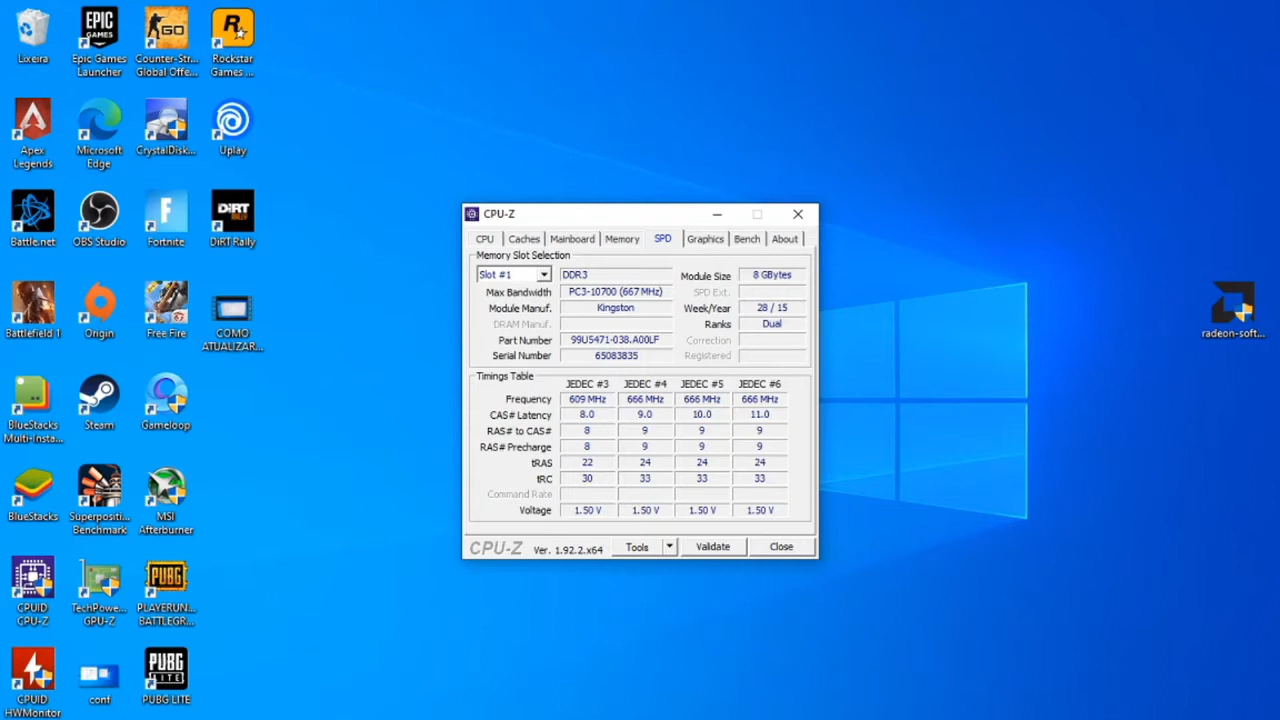 Lixeira
EPIC
GAMES
Epic Games
Launcher
GO
Counter-Str...
Global Offe...
R
Rockstar
Games ...
Apex
Legends
Microsoft
Edge
CrystalDisk...
Uplay
Battle.net
OBS Studio
Fortnite
DiRT
RALLY
DiRT Rally
Battlefield 1
Origin
Free Fire
COMO
ATUALIZAR...
BlueStacks
Multi-Insta...
Steam
Gameloop
BlueStacks
Superpositi...
Benchmark
MSI
Afterburner
CPUID
CPU-Z
TechPowe...
GPU-Z
PUBG
PLAYERUN...
BATTLEGR...
CPUID
HWMonitor
conf
PUBG
LITE
PUBG LITE
radeon-soft...
CPU-Z
CPU Caches Mainboard Memory SPD Graphics Bench About
Memory Slot Selection
Slot #1 DDR3 Module Size 8 GBytes
Max Bandwidth PC3-10700 (667 MHz) SPD Ext.
Module Manuf. Kingston Week/Year 28 / 15
DRAM Manuf. Ranks Dual
Part Number 99U5471-038.A00LF Correction
Serial Number 65083835 Registered
Timings Table
JEDEC #3 JEDEC #4 JEDEC #5 JEDEC #6
Frequency 609 MHz 666 MHz 666 MHz 666 MHz
CAS# Latency 8.0 9.0 10.0 11.0
RAS# to CAS# 8 9 9 9
RAS# Precharge 8 9 9 9
tRAS 22 24 24 24
tRC 30 33 33 33
Command Rate
Voltage 1.50 V 1.50 V 1.50 V 1.50 V
CPU-Z Ver. 1.92.2.x64 Tools Validate Close